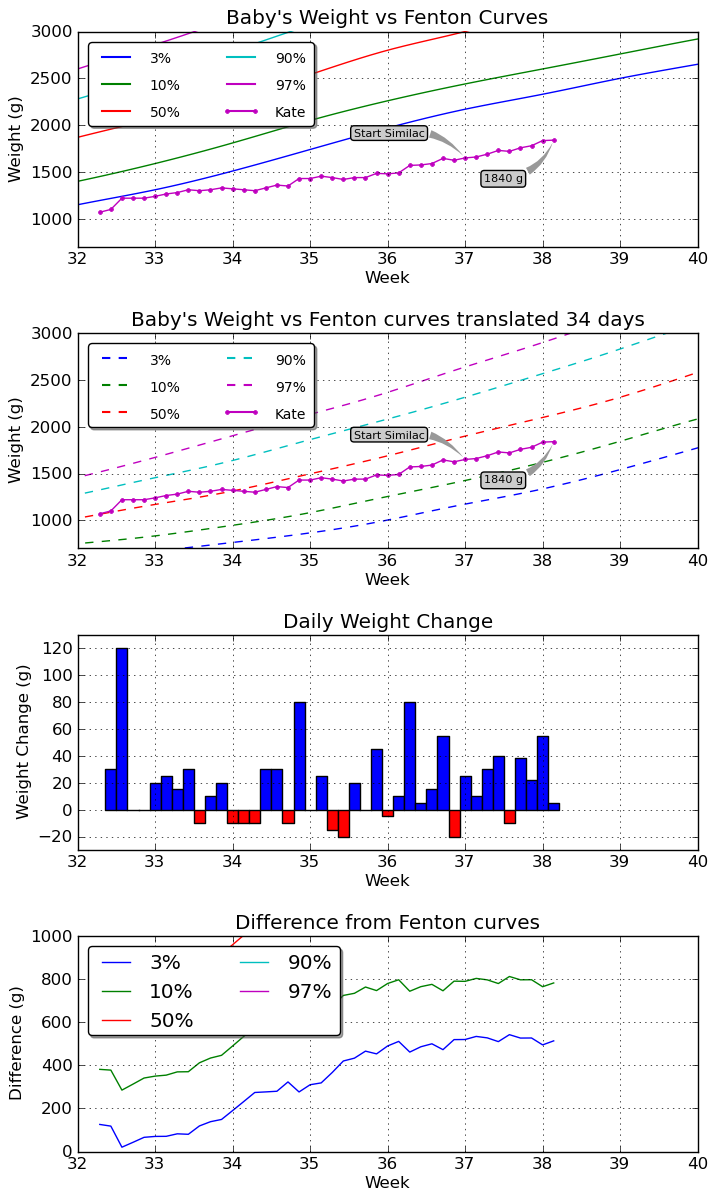 Baby's Weight vs Fenton Curves
3000
2500
2000
1500
1000
Weight (g)
3% 90%
10% 97%
50% Kate
Start Similac
1840 g
32 33 34 35 36 37 38 39 40
Week
Baby's Weight vs Fenton curves translated 34 days
3000
2500
2000
1500
1000
Weight (g)
3% 90%
10% 97%
50% Kate
Start Similac
1840 g
32 33 34 35 36 37 38 39 40
Week
Daily Weight Change
120
100
80
60
40
20
0
−20
Weight Change (g)
32 33 34 35 36 37 38 39 40
Week
Difference from Fenton curves
1000
800
600
400
200
0
Difference (g)
3% 90%
10% 97%
50%
32 33 34 35 36 37 38 39 40
Week